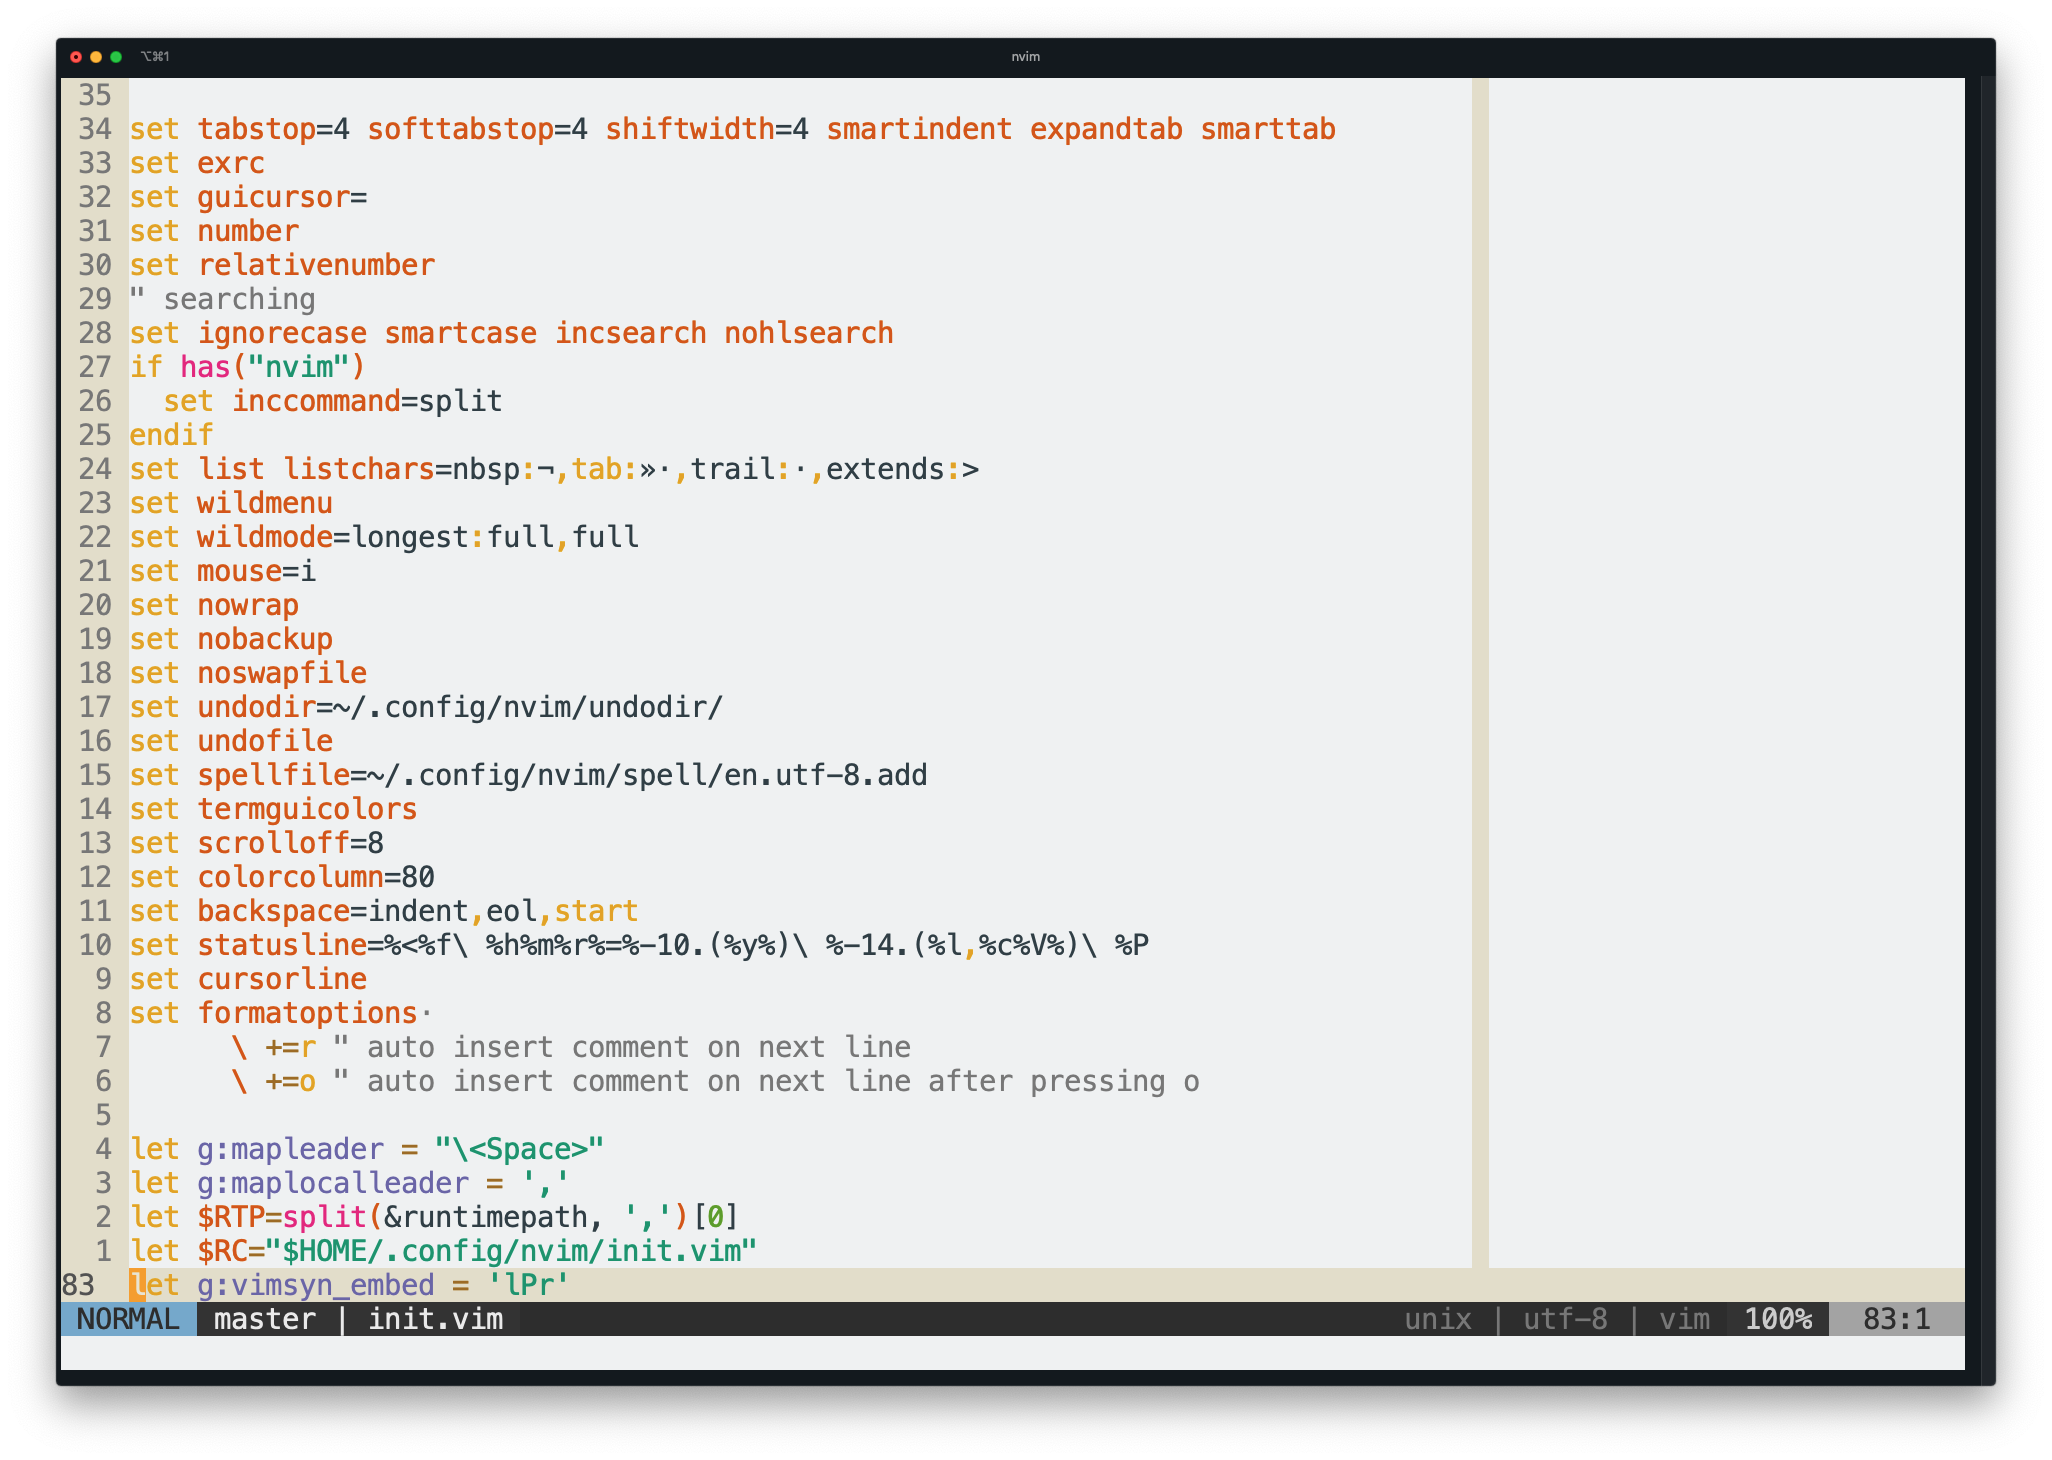 ⌥⌘1 nvim
35
34 set tabstop=4 softtabstop=4 shiftwidth=4 smartindent expandtab smarttab
33 set exrc
32 set guicursor=
31 set number
30 set relativenumber
29 " searching
28 set ignorecase smartcase incsearch nohlsearch
27 if has("nvim")
26   set inccommand=split
25 endif
24 set list listchars=nbsp:¬,tab:»·,trail:·,extends:>
23 set wildmenu
22 set wildmode=longest:full,full
21 set mouse=i
20 set nowrap
19 set nobackup
18 set noswapfile
17 set undodir=~/.config/nvim/undodir/
16 set undofile
15 set spellfile=~/.config/nvim/spell/en.utf-8.add
14 set termguicolors
13 set scrolloff=8
12 set colorcolumn=80
11 set backspace=indent,eol,start
10 set statusline=%<%f\ %h%m%r%=%-10.(%y%)\ %-14.(%l,%c%V%)\ %P
9 set cursorline
8 set formatoptions·
7       \ +=r " auto insert comment on next line
6       \ +=o " auto insert comment on next line after pressing o
5
4 let g:mapleader = "\<Space>"
3 let g:maplocalleader = ','
2 let $RTP=split(&runtimepath, ',')[0]
1 let $RC="$HOME/.config/nvim/init.vim"
83 let g:vimsyn_embed = 'lPr'
NORMAL master | init.vim unix | utf-8 | vim 100% 83:1